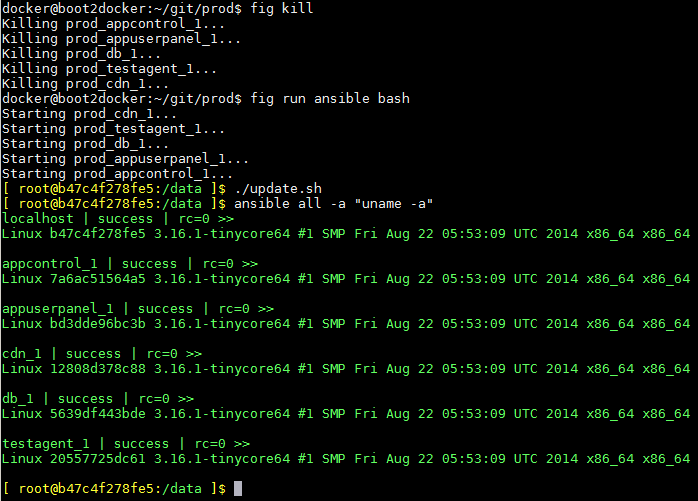 docker@boot2docker:~/git/prod$ fig kill
Killing prod_appcontrol_1...
Killing prod_appuserpanel_1...
Killing prod_db_1...
Killing prod_testagent_1...
Killing prod_cdn_1...
docker@boot2docker:~/git/prod$ fig run ansible bash
Starting prod_cdn_1...
Starting prod_testagent_1...
Starting prod_db_1...
Starting prod_appuserpanel_1...
Starting prod_appcontrol_1...
[ root@b47c4f278fe5:/data ]$ ./update.sh
[ root@b47c4f278fe5:/data ]$ ansible all -a "uname -a"
localhost | success | rc=0 >>
Linux b47c4f278fe5 3.16.1-tinycore64 #1 SMP Fri Aug 22 05:53:09 UTC 2014 x86_64 x86_64
appcontrol_1 | success | rc=0 >>
Linux 7a6ac51564a5 3.16.1-tinycore64 #1 SMP Fri Aug 22 05:53:09 UTC 2014 x86_64 x86_64
appuserpanel_1 | success | rc=0 >>
Linux bd3dde96bc3b 3.16.1-tinycore64 #1 SMP Fri Aug 22 05:53:09 UTC 2014 x86_64 x86_64
cdn_1 | success | rc=0 >>
Linux 12808d378c88 3.16.1-tinycore64 #1 SMP Fri Aug 22 05:53:09 UTC 2014 x86_64 x86_64
db_1 | success | rc=0 >>
Linux 5639df443bde 3.16.1-tinycore64 #1 SMP Fri Aug 22 05:53:09 UTC 2014 x86_64 x86_64
testagent_1 | success | rc=0 >>
Linux 20557725dc61 3.16.1-tinycore64 #1 SMP Fri Aug 22 05:53:09 UTC 2014 x86_64 x86_64
[ root@b47c4f278fe5:/data ]$